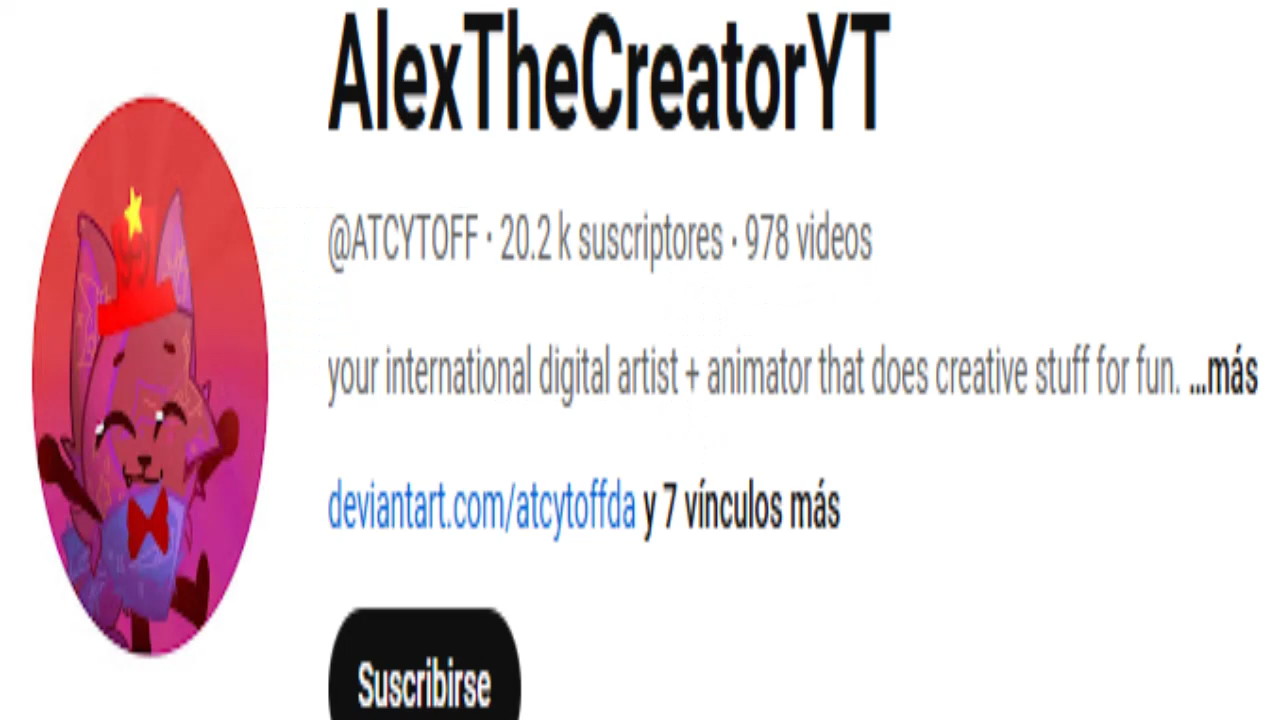 AlexTheCreatorYT
@ATCYTOFF · 20.2 k suscriptores · 978 videos
your international digital artist + animator that does creative stuff for fun. ...más
deviantart.com/atcytoffda y 7 vínculos más
Suscribirse